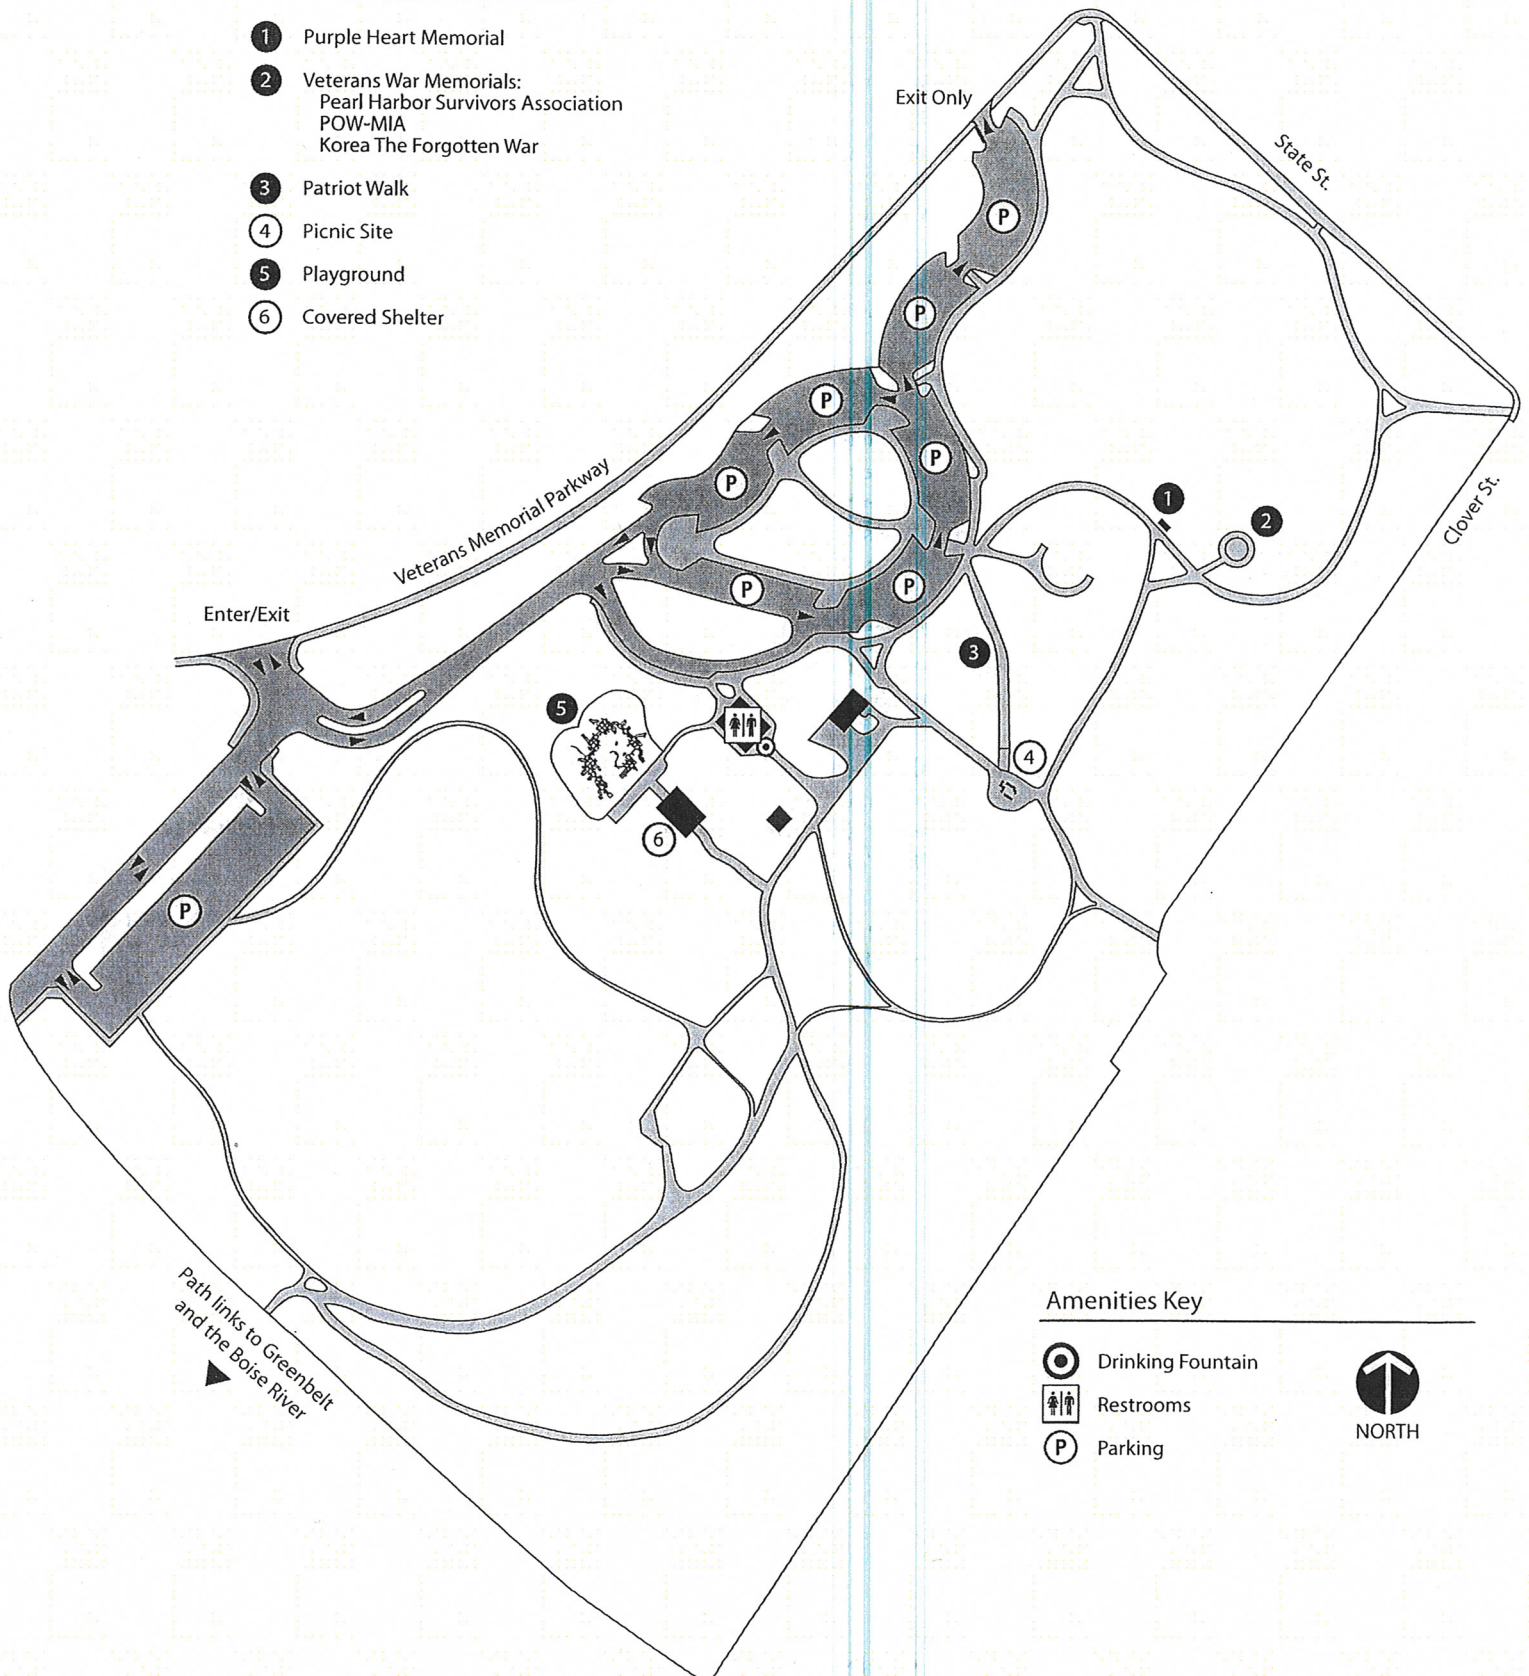 1 Purple Heart Memorial
2 Veterans War Memorials:
Pearl Harbor Survivors Association
POW-MIA
Korea The Forgotten War
3 Patriot Walk
4 Picnic Site
5 Playground
6 Covered Shelter
Exit Only
State St.
P
P
P
P
P
Veterans Memorial Parkway
1
2
Clover St.
P
P
Enter/Exit
3
5
4
6
P
Path links to Greenbelt
and the Boise River
Amenities Key
Drinking Fountain
Restrooms
P Parking
NORTH